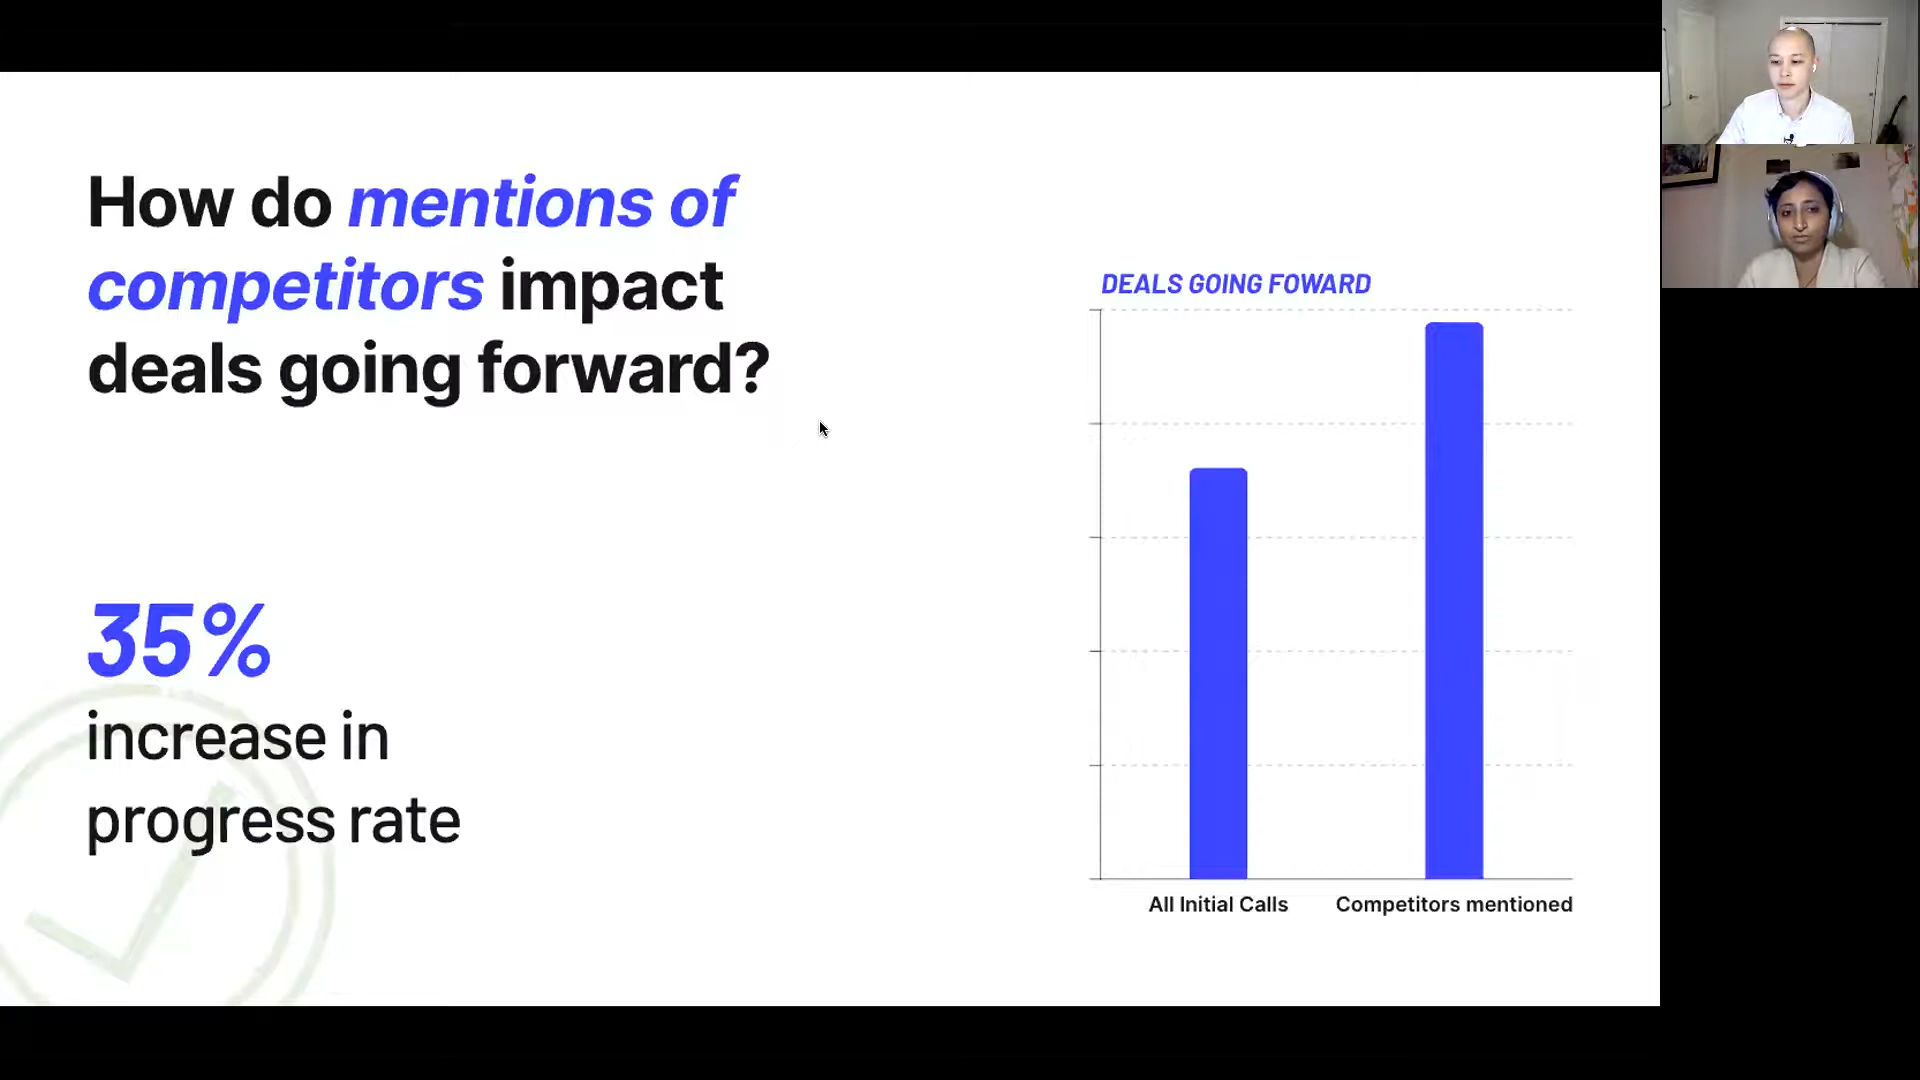 How do mentions of
competitors impact
deals going forward?
35%
increase in
progress rate
DEALS GOING FOWARD
All Initial Calls
Competitors mentioned